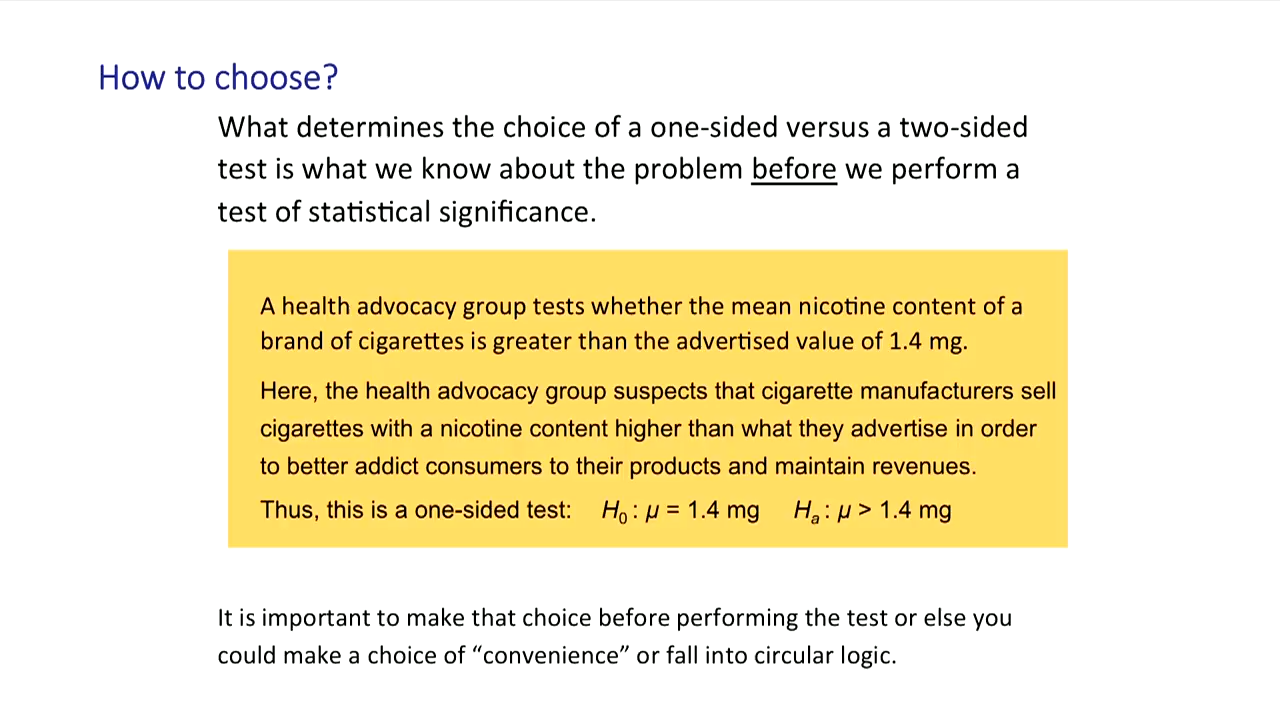 How to choose?
What determines the choice of a one-sided versus a two-sided
test is what we know about the problem before we perform a
test of statistical significance.
A health advocacy group tests whether the mean nicotine content of a
brand of cigarettes is greater than the advertised value of 1.4 mg.
Here, the health advocacy group suspects that cigarette manufacturers sell
cigarettes with a nicotine content higher than what they advertise in order
to better addict consumers to their products and maintain revenues.
Thus, this is a one-sided test: H₀ : μ = 1.4 mg Hₐ : μ > 1.4 mg
It is important to make that choice before performing the test or else you
could make a choice of “convenience” or fall into circular logic.